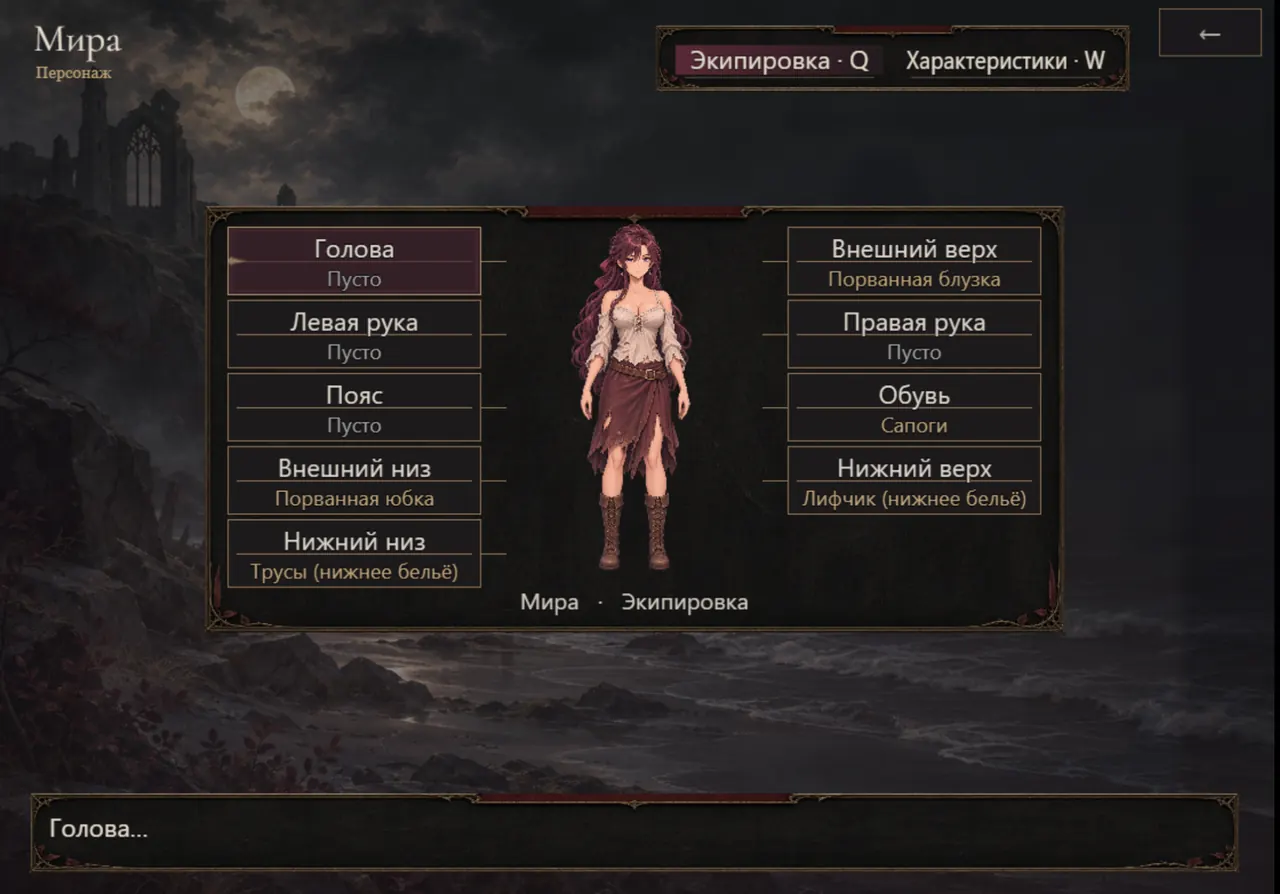 Мира
Персонаж
Экипировка · Q
Характеристики · W
←
Голова
Пусто
Левая рука
Пусто
Пояс
Пусто
Внешний низ
Порванная юбка
Нижний низ
Трусы (нижнее бельё)
Внешний верх
Порванная блузка
Правая рука
Пусто
Обувь
Сапоги
Нижний верх
Лифчик (нижнее бельё)
Мира · Экипировка
Голова...